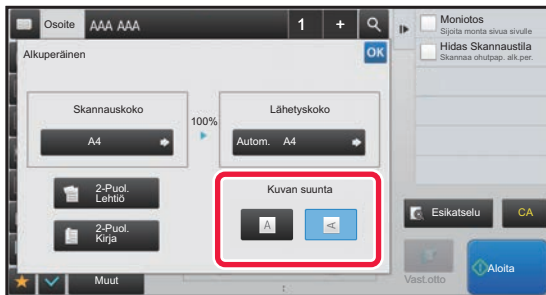 Osoite AAA AAA 1 +
Alkuperäinen OK
Skannauskoko
A4
100%
Lähetyskoko
Autom. A4
2-Puol.
Lehtiö
2-Puol.
Kirja
Kuvan suunta
A A
Muut
Moniotos
Sijoita monta sivua sivulle
Hidas Skannaustila
Skannaa ohutpap. alk.per.
Esikatselu CA
Vast.otto
Aloita